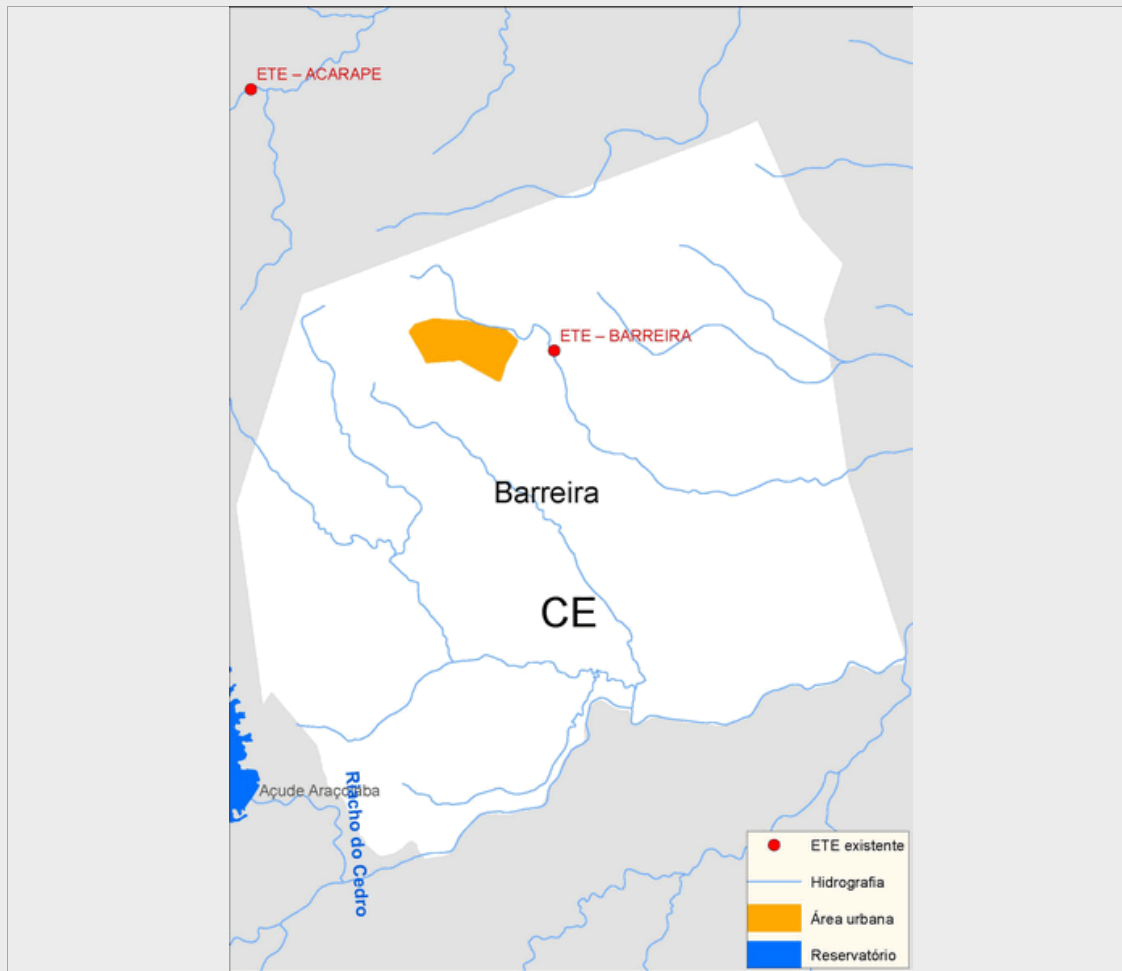 ETE – ACARAPE
ETE – BARREIRA
Barreira
CE
Açude Araçoiaba
Riacho do Cedro
ETE existente
Hidrografia
Área urbana
Reservatório